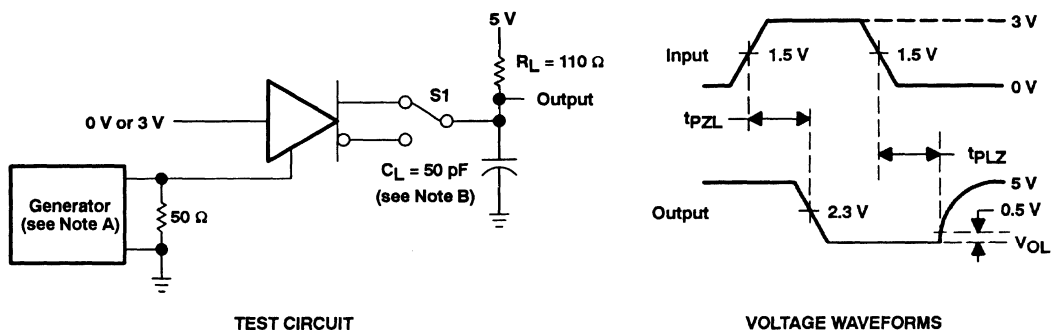 5 V
R_L = 110 Ω
S1
Output
0 V or 3 V
C_L = 50 pF
(see Note B)
Generator
(see Note A)
50 Ω
TEST CIRCUIT
3 V
Input
1.5 V
1.5 V
0 V
t_PZL
t_PLZ
5 V
0.5 V
Output
2.3 V
V_OL
VOLTAGE WAVEFORMS